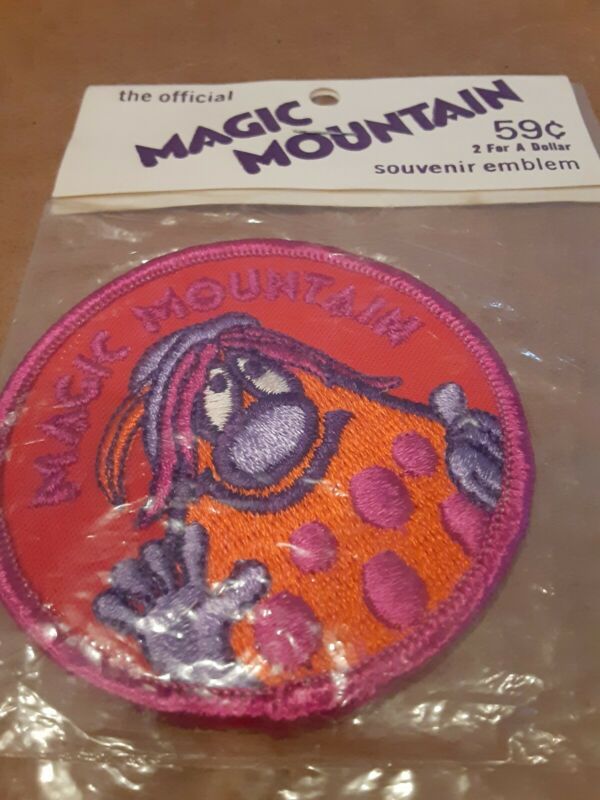 the official
MAGIC
MOUNTAIN
59¢
2 For A Dollar
souvenir emblem
MAGIC MOUNTAIN